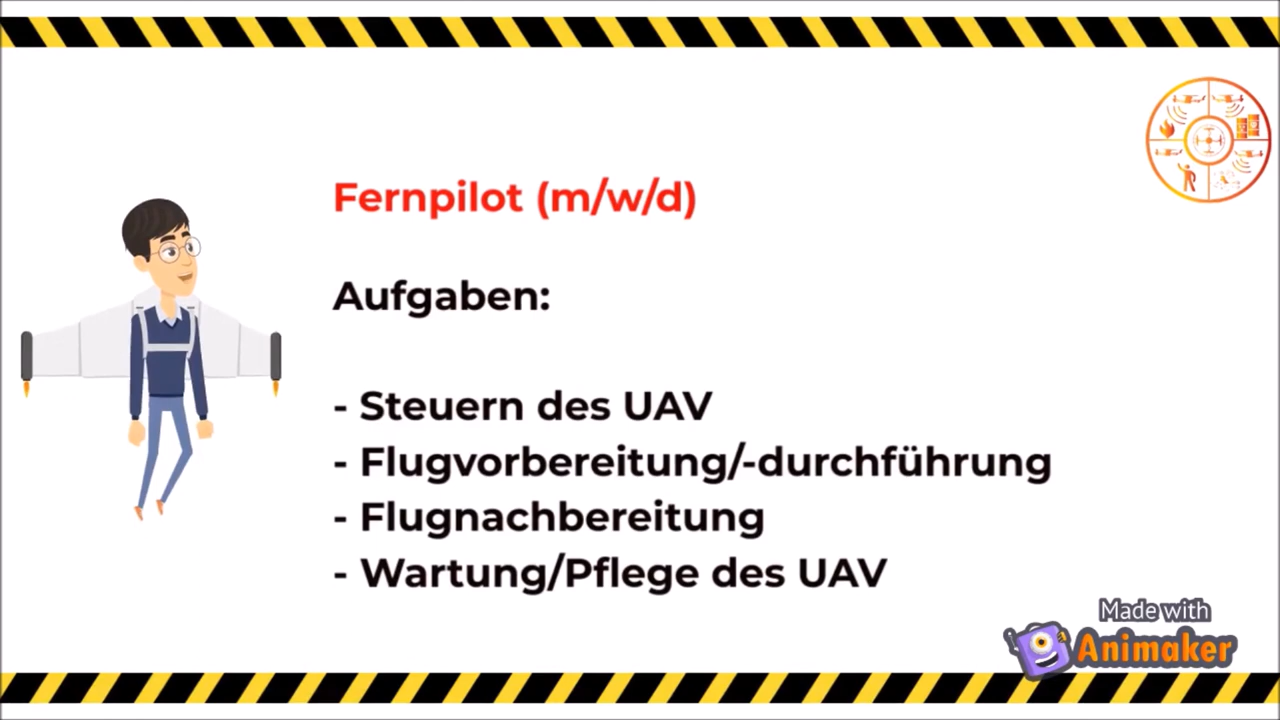 Fernpilot (m/w/d)
Aufgaben:
- Steuern des UAV
- Flugvorbereitung/-durchführung
- Flugnachbereitung
- Wartung/Pflege des UAV
Made with
Animaker